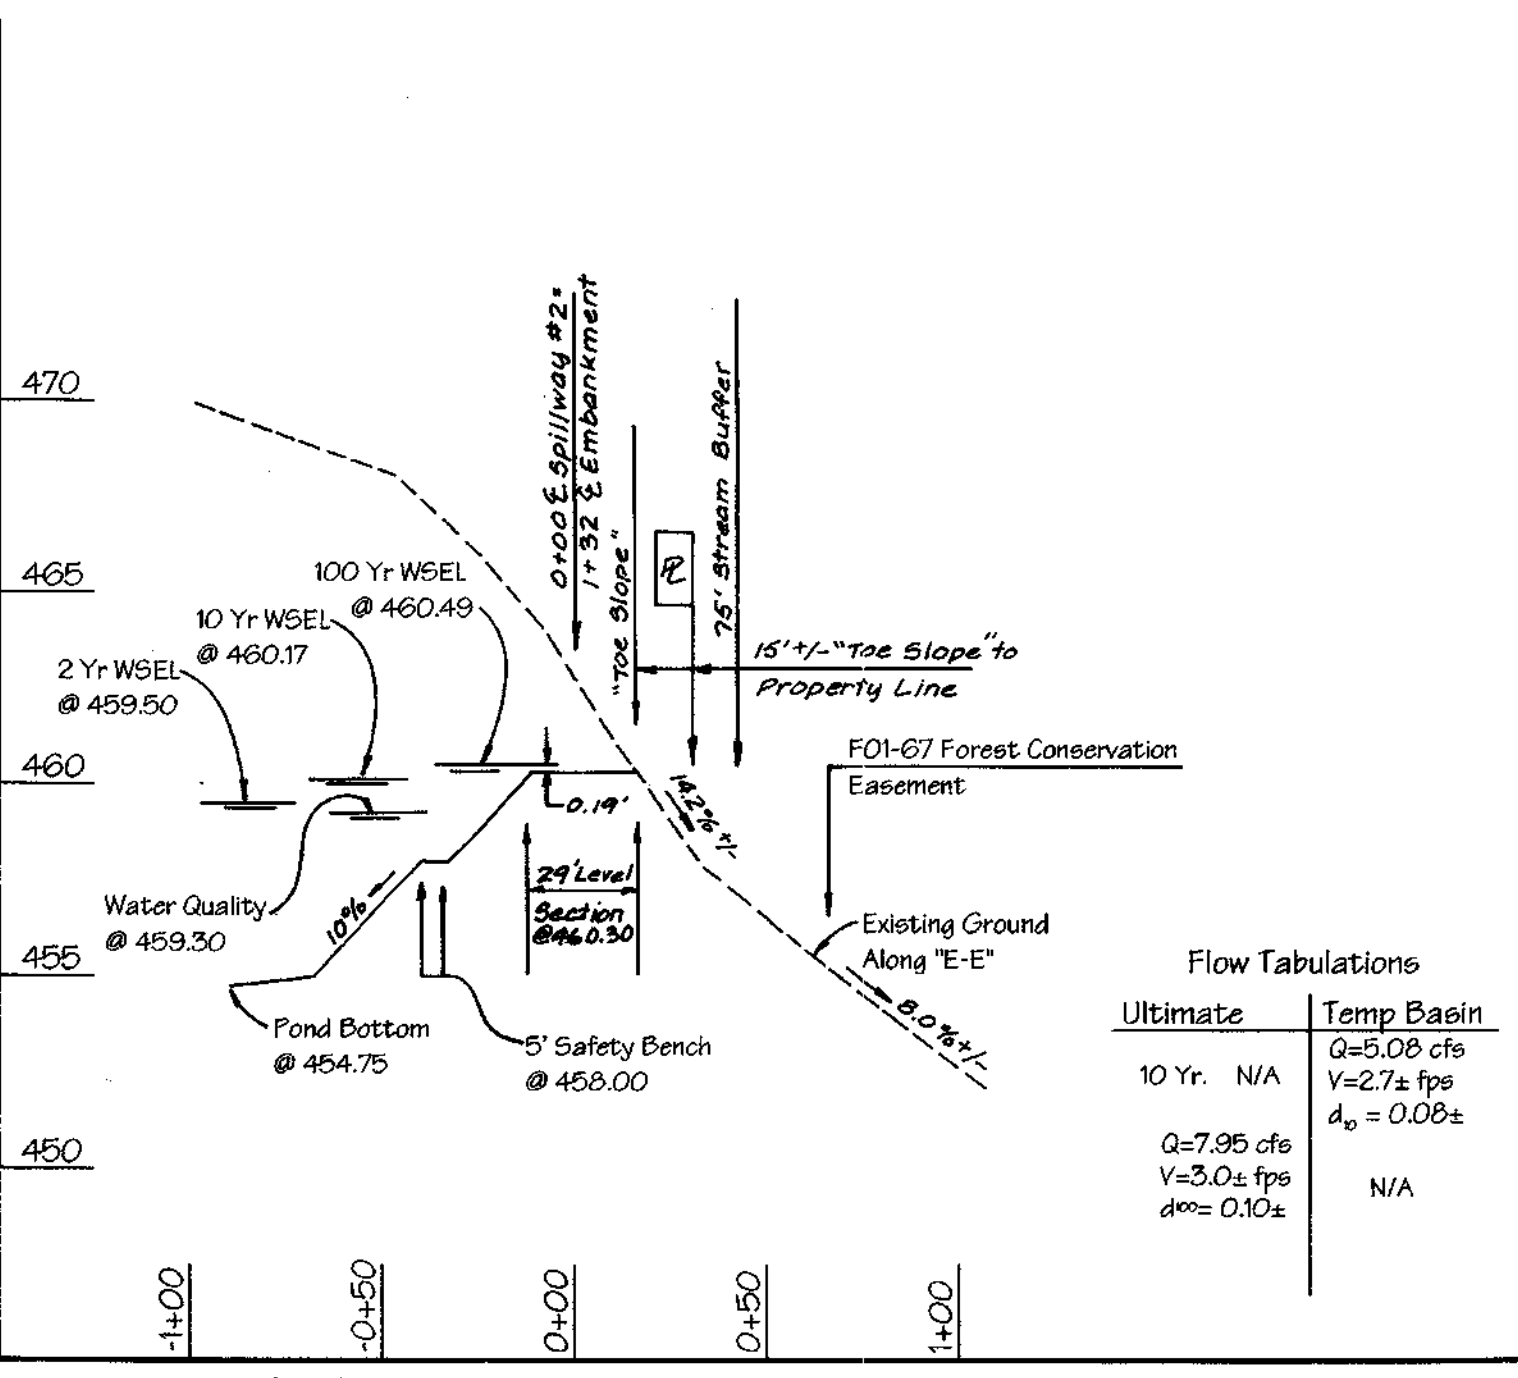 470
465
460
455
450
0+00 ℄ Spillway #2=
1+32 ℄ Embankment
"Toe Slope"
PL
75' Stream Buffer
100 Yr WSEL
@ 460.49
10 Yr WSEL
@ 460.17
2 Yr WSEL
@ 459.50
15'+/- "Toe Slope" to
Property Line
F01-67 Forest Conservation
Easement
14.2% +/-
0.19'
29' Level
Section
@460.30
10%
Water Quality
@ 459.30
Existing Ground
Along "E-E"
8.0%+/-
Pond Bottom
@ 454.75
5' Safety Bench
@ 458.00
Flow Tabulations
Ultimate Temp Basin
10 Yr. N/A
Q=5.08 cfs
V=2.7± fps
d10 = 0.08±
Q=7.95 cfs
V=3.0± fps
d100= 0.10±
N/A
-1+00
-0+50
0+00
0+50
1+00